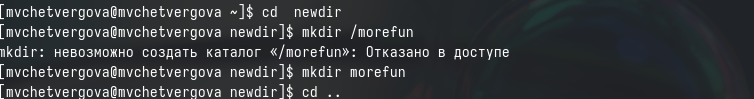 [mvchetvergova@mvchetvergova ~]$ cd  newdir
[mvchetvergova@mvchetvergova newdir]$ mkdir /morefun
mkdir: невозможно создать каталог «/morefun»: Отказано в доступе
[mvchetvergova@mvchetvergova newdir]$ mkdir morefun
[mvchetvergova@mvchetvergova newdir]$ cd ..